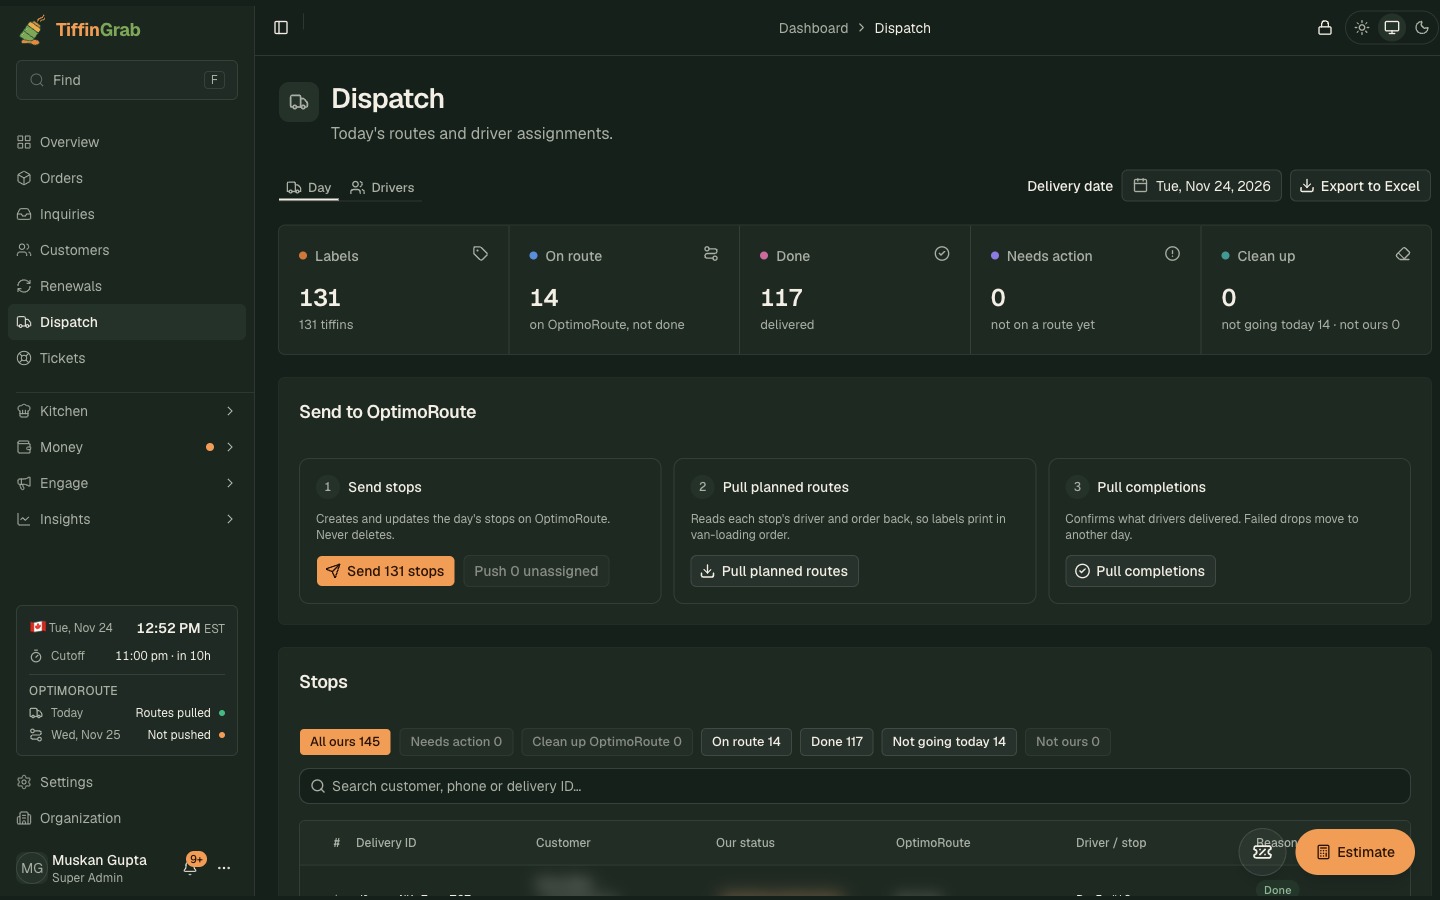 TiffinGrab
Find
F
Overview
Orders
Inquiries
Customers
Renewals
Dispatch
Tickets
Kitchen
Money
Engage
Insights
Tue, Nov 24 12:52 PM EST
Cutoff 11:00 pm · in 10h
OPTIMOROUTE
Today Routes pulled
Wed, Nov 25 Not pushed
Settings
Organization
MG Muskan Gupta
Super Admin
9+
Dashboard > Dispatch
Dispatch
Today's routes and driver assignments.
Day Drivers
Delivery date Tue, Nov 24, 2026 Export to Excel
Labels
131
131 tiffins
On route
14
on OptimoRoute, not done
Done
117
delivered
Needs action
0
not on a route yet
Clean up
0
not going today 14 · not ours 0
Send to OptimoRoute
1 Send stops
Creates and updates the day's stops on OptimoRoute.
Never deletes.
Send 131 stops Push 0 unassigned
2 Pull planned routes
Reads each stop's driver and order back, so labels print in
van-loading order.
Pull planned routes
3 Pull completions
Confirms what drivers delivered. Failed drops move to
another day.
Pull completions
Stops
All ours 145 Needs action 0 Clean up OptimoRoute 0 On route 14 Done 117 Not going today 14 Not ours 0
Search customer, phone or delivery ID…
# Delivery ID Customer Our status OptimoRoute Driver / stop Reason
Estimate
Done